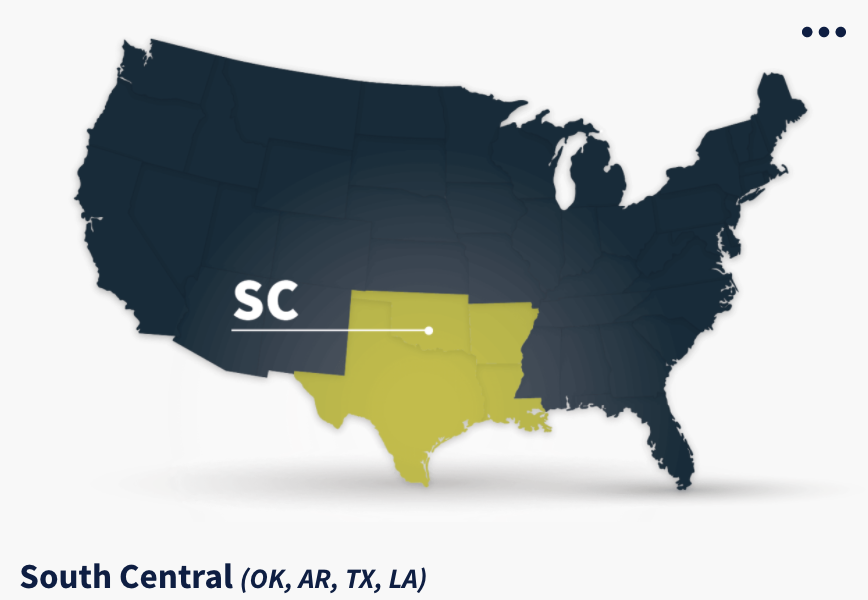 SC
South Central (OK, AR, TX, LA)